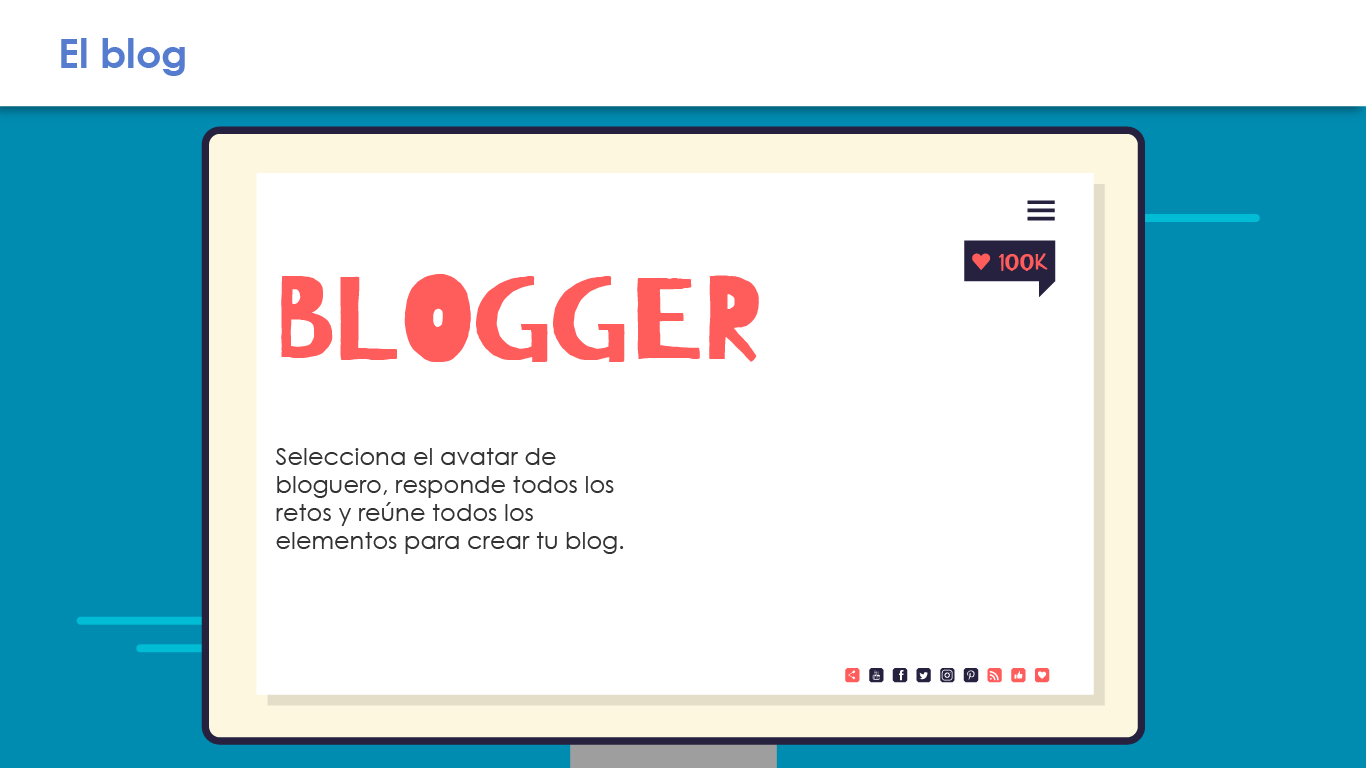 El blog
100K
BLOGGER
Selecciona el avatar de
bloguero, responde todos los
retos y reúne todos los
elementos para crear tu blog.